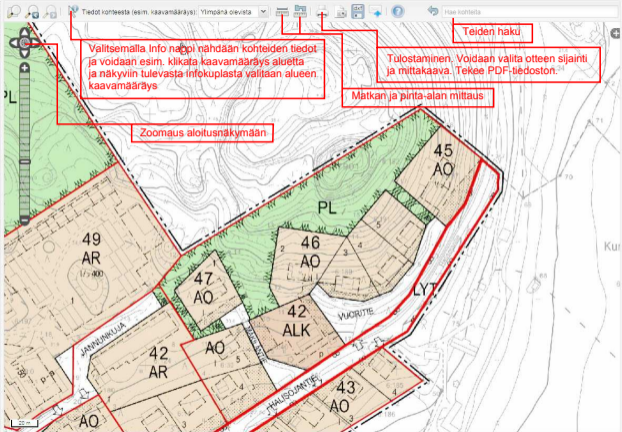 Tiedot kohteesta (esim. kaavamääräys): Ylimpänä olevista
Hae kohteita
Teiden haku
Valitsemalla Info nappi nähdään kohteiden tiedot
ja voidaan esim. klikata kaavamääräys aluetta
ja näkyviin tulevasta infokuplasta valitaan alueen
kaavamääräys
Tulostaminen. Voidaan valita otteen sijainti
ja mittakaava. Tekee PDF-tiedoston.
Matkan ja pinta-alan mittaus
Zoomaus aloitusnäkymään
PL
45
AO
PL
49
AR
46
AO
47
AO
LYT
42
ALK
VUORITIE
JANNUNKUJA
42
AR
AO
HALISOJANTIE
43
AO
AO
20 m